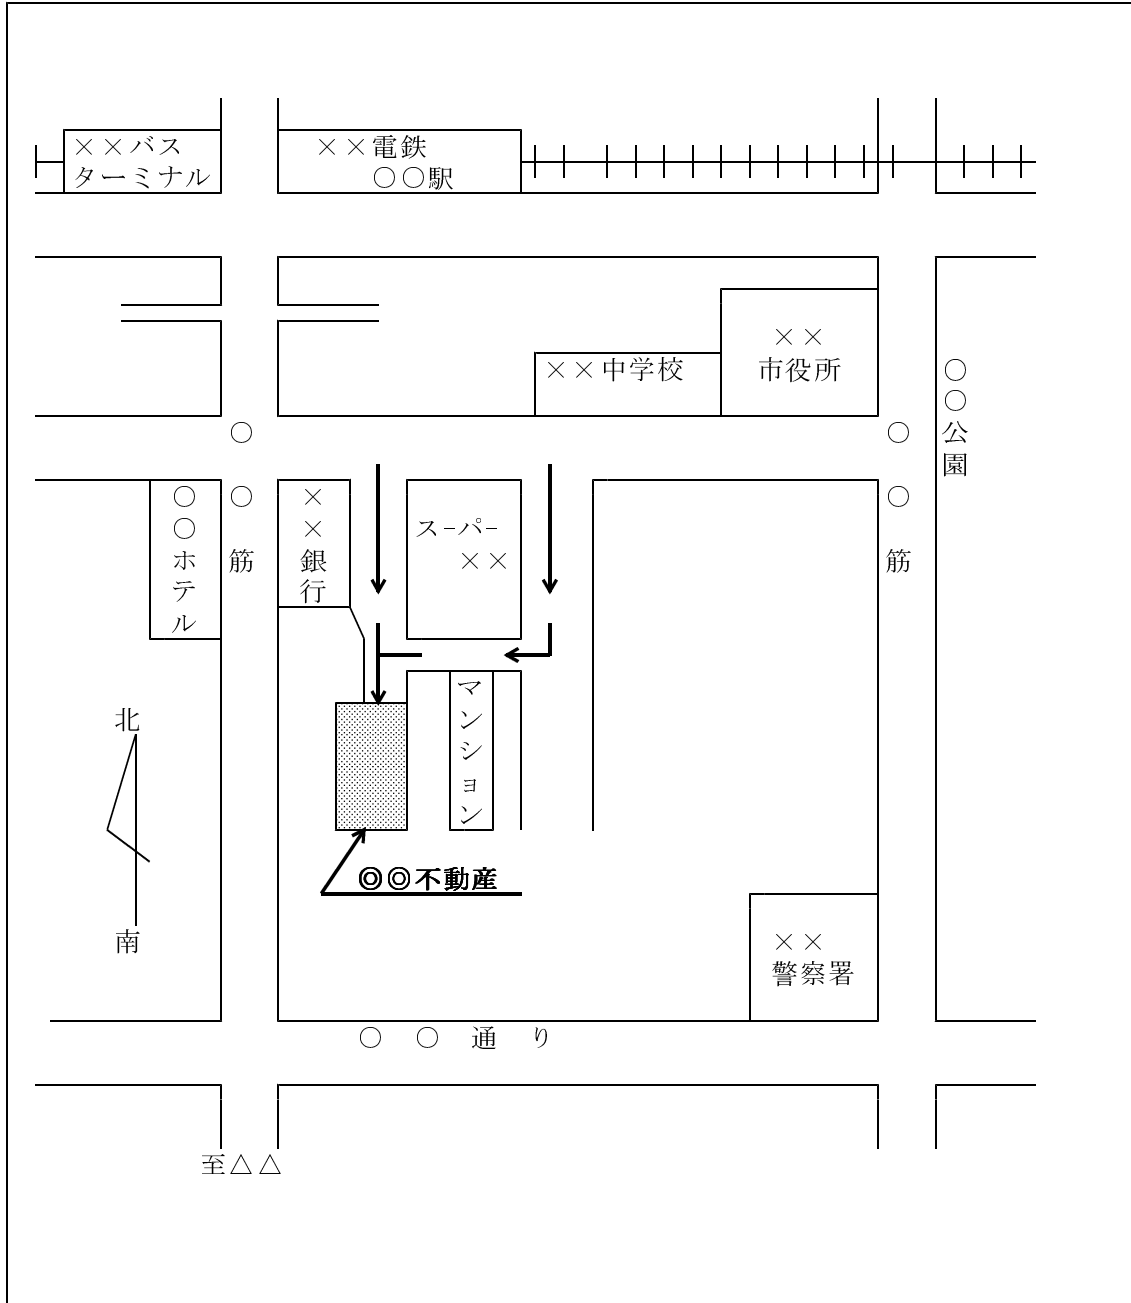 ××バス
ターミナル
××電鉄
○○駅
××
市役所
××中学校
○○公園
○○筋
○○筋
○○ホテル
××銀行
ス-パ-
××
マンション
北
南
◎◎不動産
××
警察署
○○通り
至△△